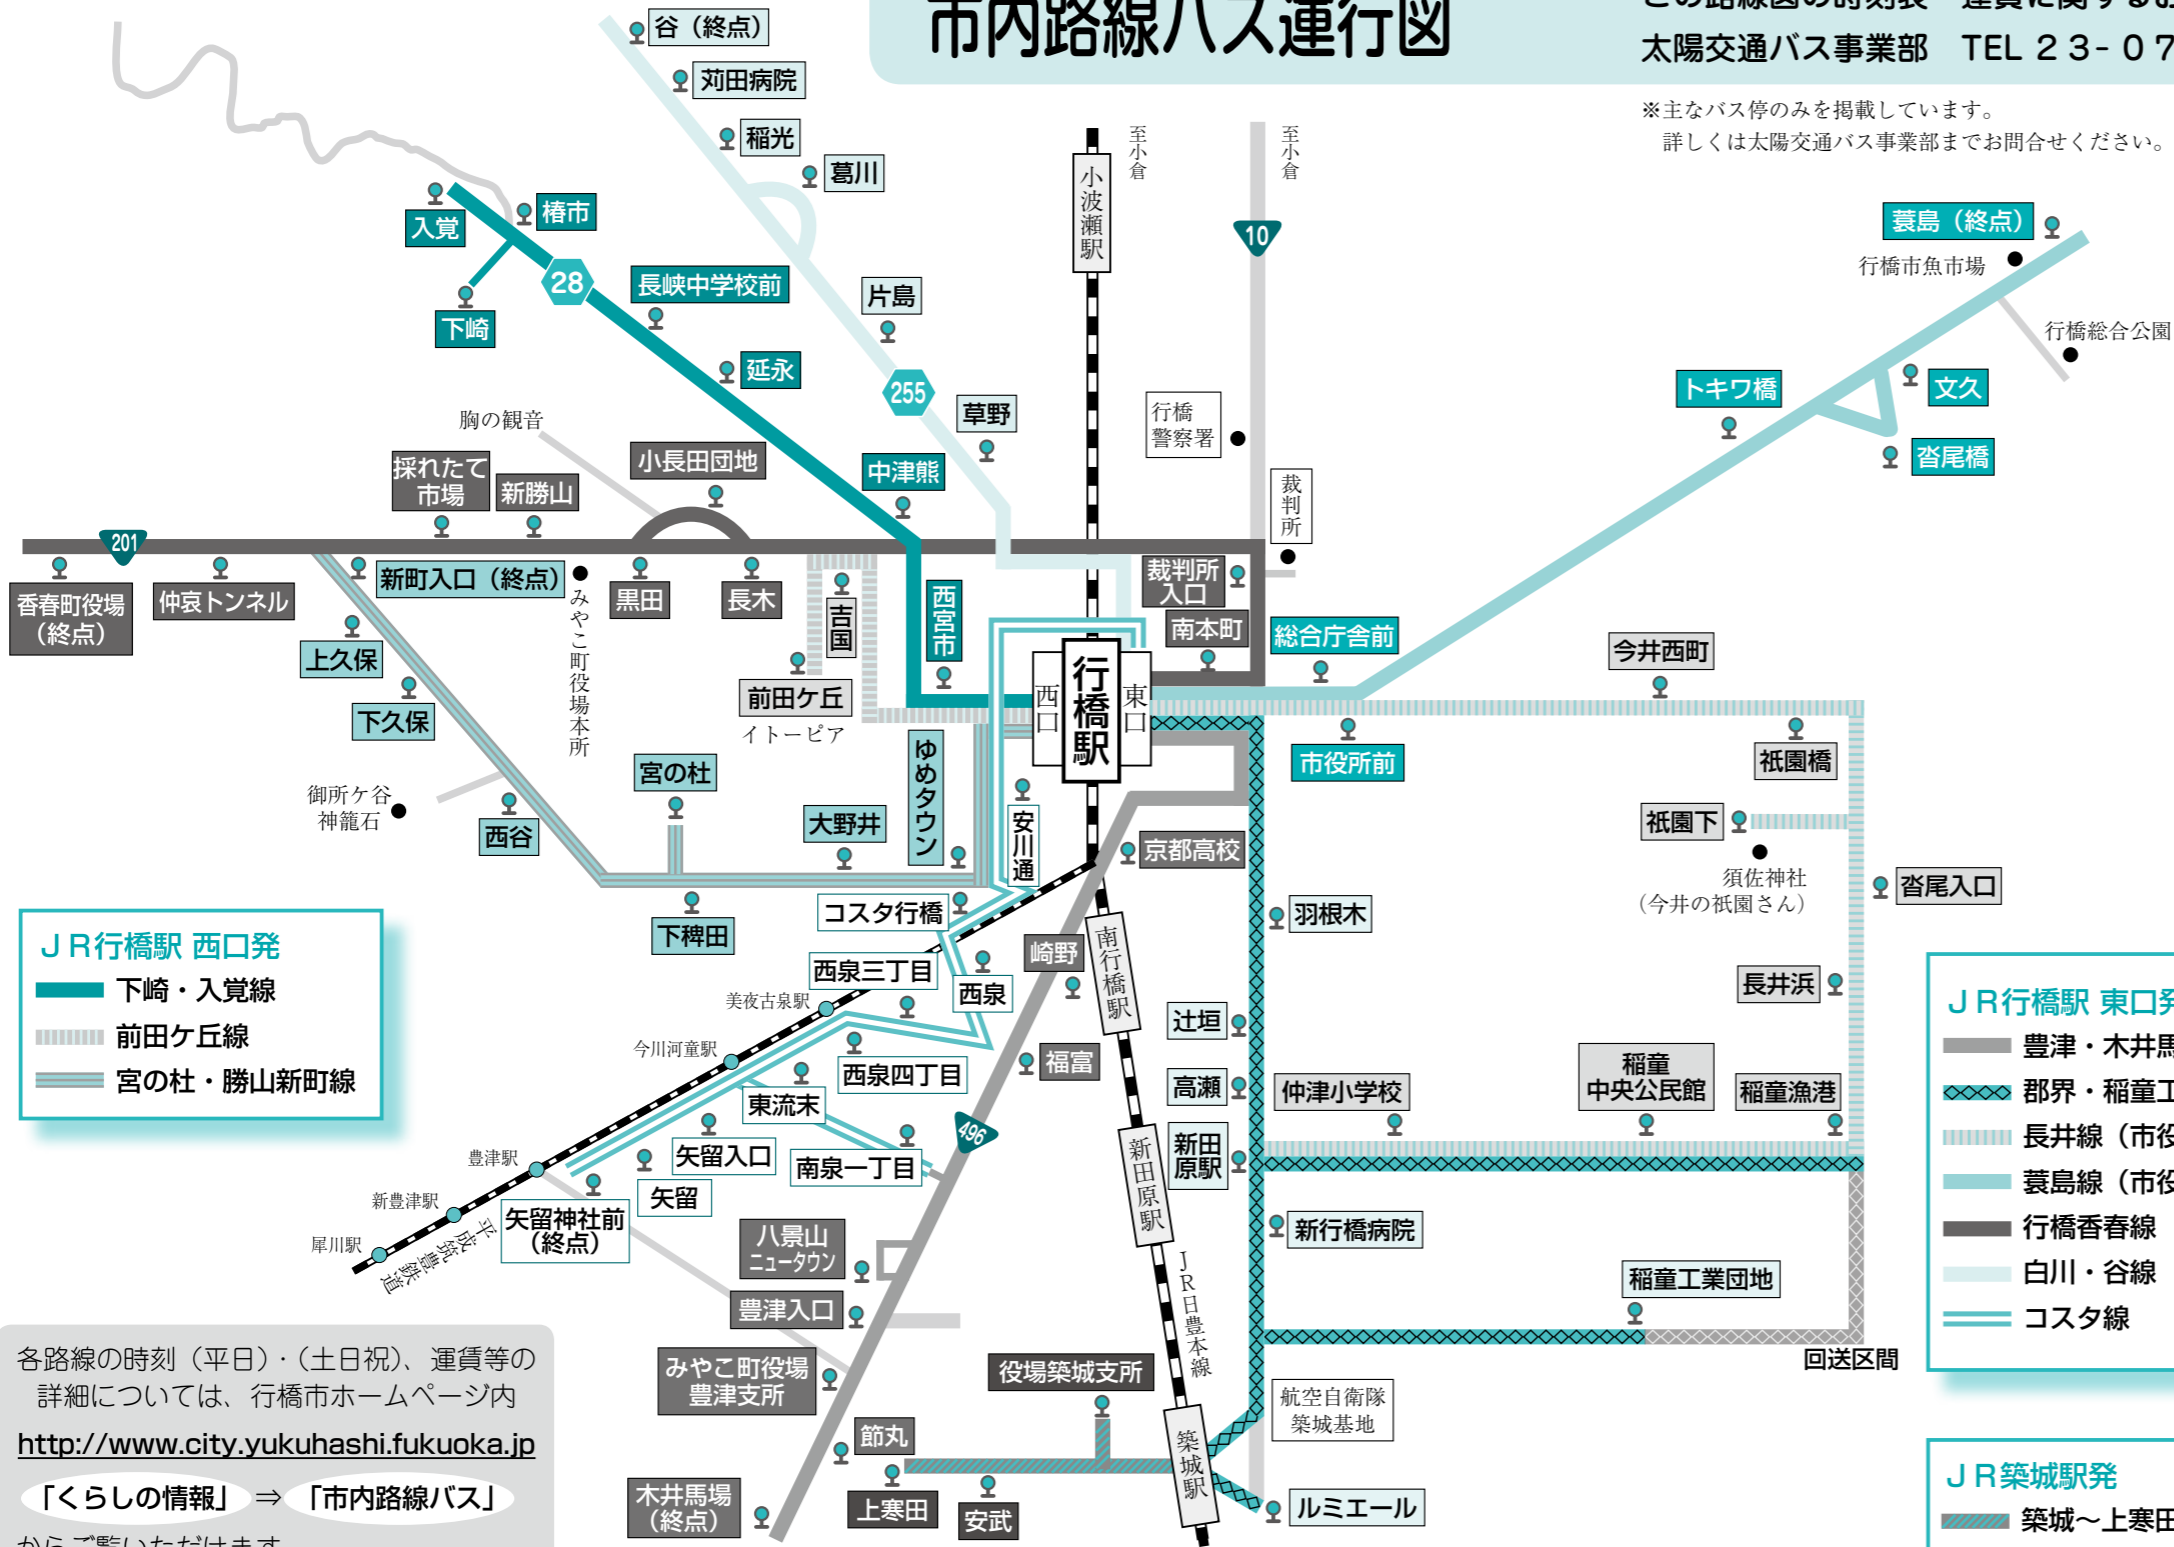 市内路線バス運行図
太陽交通バス事業部　TEL 23-07
※主なバス停のみを掲載しています。
詳しくは太陽交通バス事業部までお問合せください。
谷（終点）
苅田病院
稲光
葛川
片島
255
草野
至小倉
至小倉
小波瀬駅
10
入覚
椿市
28
下崎
長峡中学校前
延永
中津熊
西宮市
蓑島（終点）
行橋市魚市場
行橋総合公園
トキワ橋
文久
沓尾橋
行橋
警察署
裁判所
胸の観音
採れたて
市場
新勝山
小長田団地
201
香春町役場
（終点）
仲哀トンネル
新町入口（終点）
みやこ町役場本所
黒田
長木
吉国
前田ケ丘
イトーピア
裁判所
入口
南本町
総合庁舎前
市役所前
今井西町
祇園橋
祇園下
須佐神社
（今井の祇園さん）
沓尾入口
長井浜
上久保
下久保
御所ケ谷
神籠石
西谷
宮の杜
大野井
下稗田
ゆめタウン
西口
行橋駅
東口
安川通
京都高校
コスタ行橋
西泉三丁目
西泉
崎野
南行橋駅
羽根木
辻垣
高瀬
新田
原駅
新行橋病院
仲津小学校
稲童
中央公民館
稲童漁港
稲童工業団地
回送区間
美夜古泉駅
今川河童駅
豊津駅
新豊津駅
犀川駅
平成筑豊鉄道
西泉四丁目
東流末
矢留入口
矢留
矢留神社前
（終点）
南泉一丁目
福富
496
新田原駅
JR日豊本線
八景山
ニュータウン
豊津入口
みやこ町役場
豊津支所
節丸
木井馬場
（終点）
上寒田
安武
役場築城支所
築城駅
航空自衛隊
築城基地
ルミエール
JR行橋駅 西口発
下崎・入覚線
前田ケ丘線
宮の杜・勝山新町線
各路線の時刻（平日）・（土日祝）、運賃等の
詳細については、行橋市ホームページ内
http://www.city.yukuhashi.fukuoka.jp
「くらしの情報」 ⇒ 「市内路線バス」
JR行橋駅 東口発
豊津・木井馬
郡界・稲童工
長井線（市役
蓑島線（市役
行橋香春線
白川・谷線
コスタ線
JR築城駅発
築城～上寒田